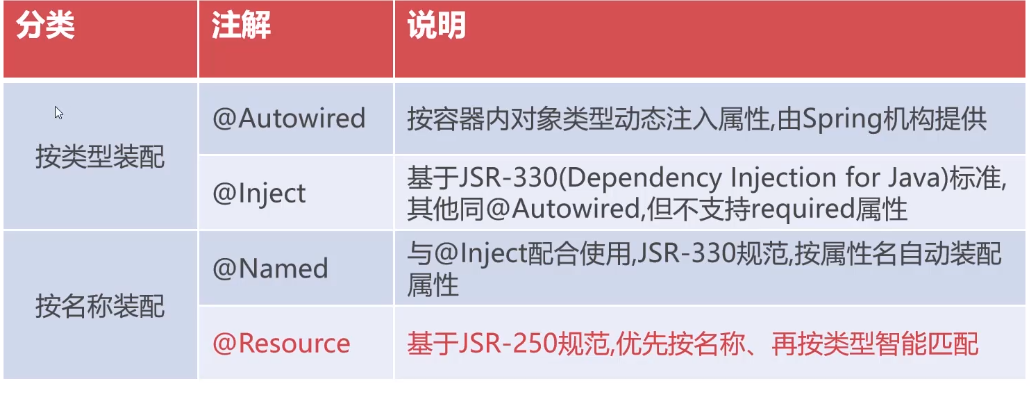 分类 注解 说明
按类型装配
@Autowired 按容器内对象类型动态注入属性,由Spring机构提供
@Inject 基于JSR-330(Dependency Injection for Java)标准,
其他同@Autowired,但不支持required属性
按名称装配
@Named 与@Inject配合使用,JSR-330规范,按属性名自动装配
属性
@Resource 基于JSR-250规范,优先按名称、再按类型智能匹配